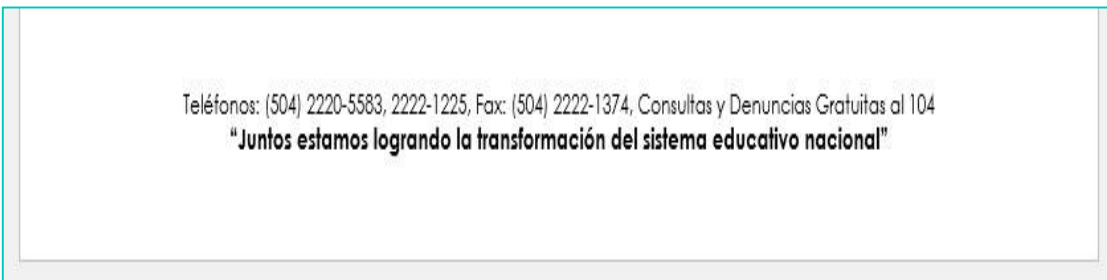 Teléfonos: (504) 2220-5583, 2222-1225, Fax: (504) 2222-1374, Consultas y Denuncias Gratuitas al 104
“Juntos estamos logrando la transformación del sistema educativo nacional”